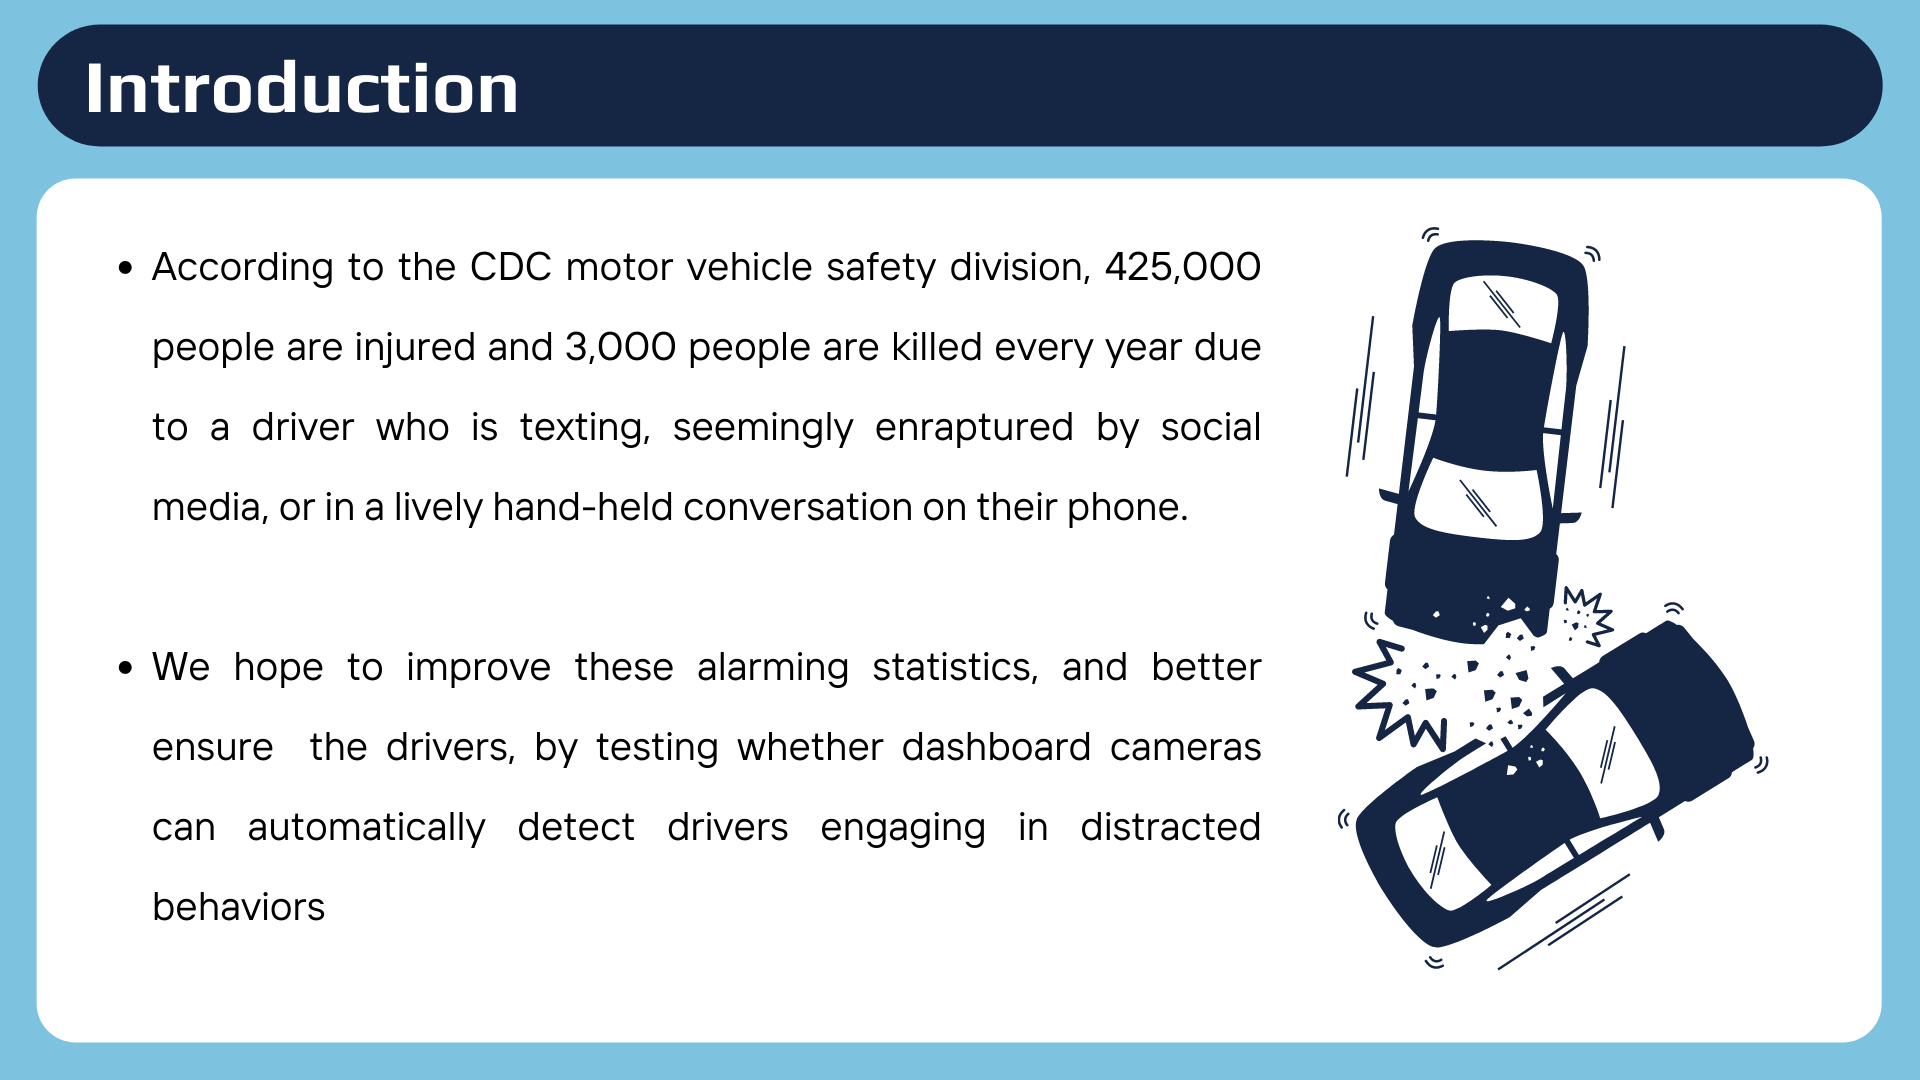 Introduction
• According to the CDC motor vehicle safety division, 425,000
people are injured and 3,000 people are killed every year due
to a driver who is texting, seemingly enraptured by social
media, or in a lively hand-held conversation on their phone.
• We hope to improve these alarming statistics, and better
ensure the drivers, by testing whether dashboard cameras
can automatically detect drivers engaging in distracted
behaviors